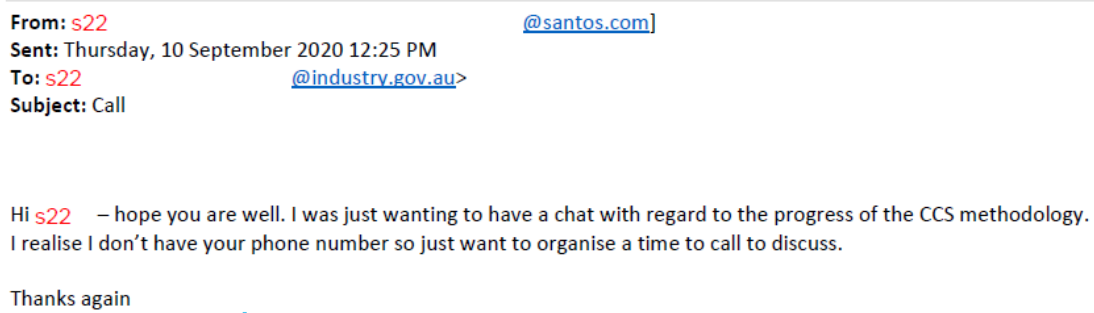 From: s22 @santos.com]
Sent: Thursday, 10 September 2020 12:25 PM
To: s22 @industry.gov.au>
Subject: Call
Hi s22 – hope you are well. I was just wanting to have a chat with regard to the progress of the CCS methodology.
I realise I don't have your phone number so just want to organise a time to call to discuss.
Thanks again